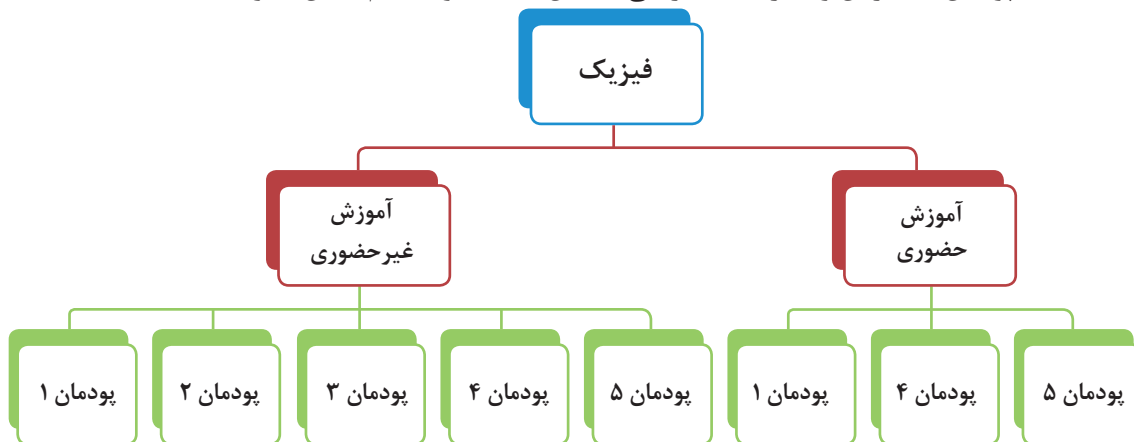 فیزیک
آموزش
حضوری
آموزش
غیرحضوری
پودمان ۵
پودمان ۴
پودمان ۱
پودمان ۵
پودمان ۴
پودمان ۳
پودمان ۲
پودمان ۱